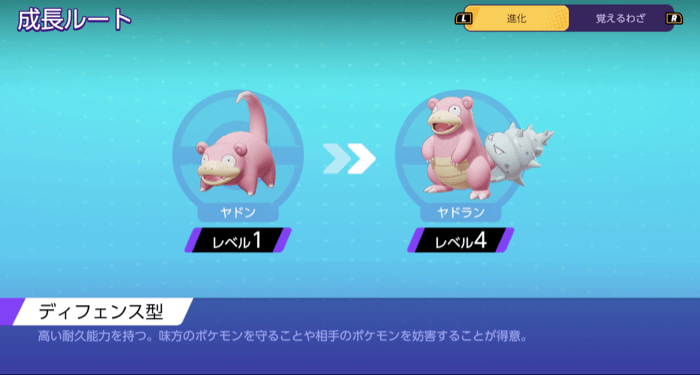 成長ルート
L 進化 覚えるわざ R
ヤドン ヤドラン
レベル1 レベル4
ディフェンス型
高い耐久能力を持つ。味方のポケモンを守ることや相手のポケモンを妨害することが得意。